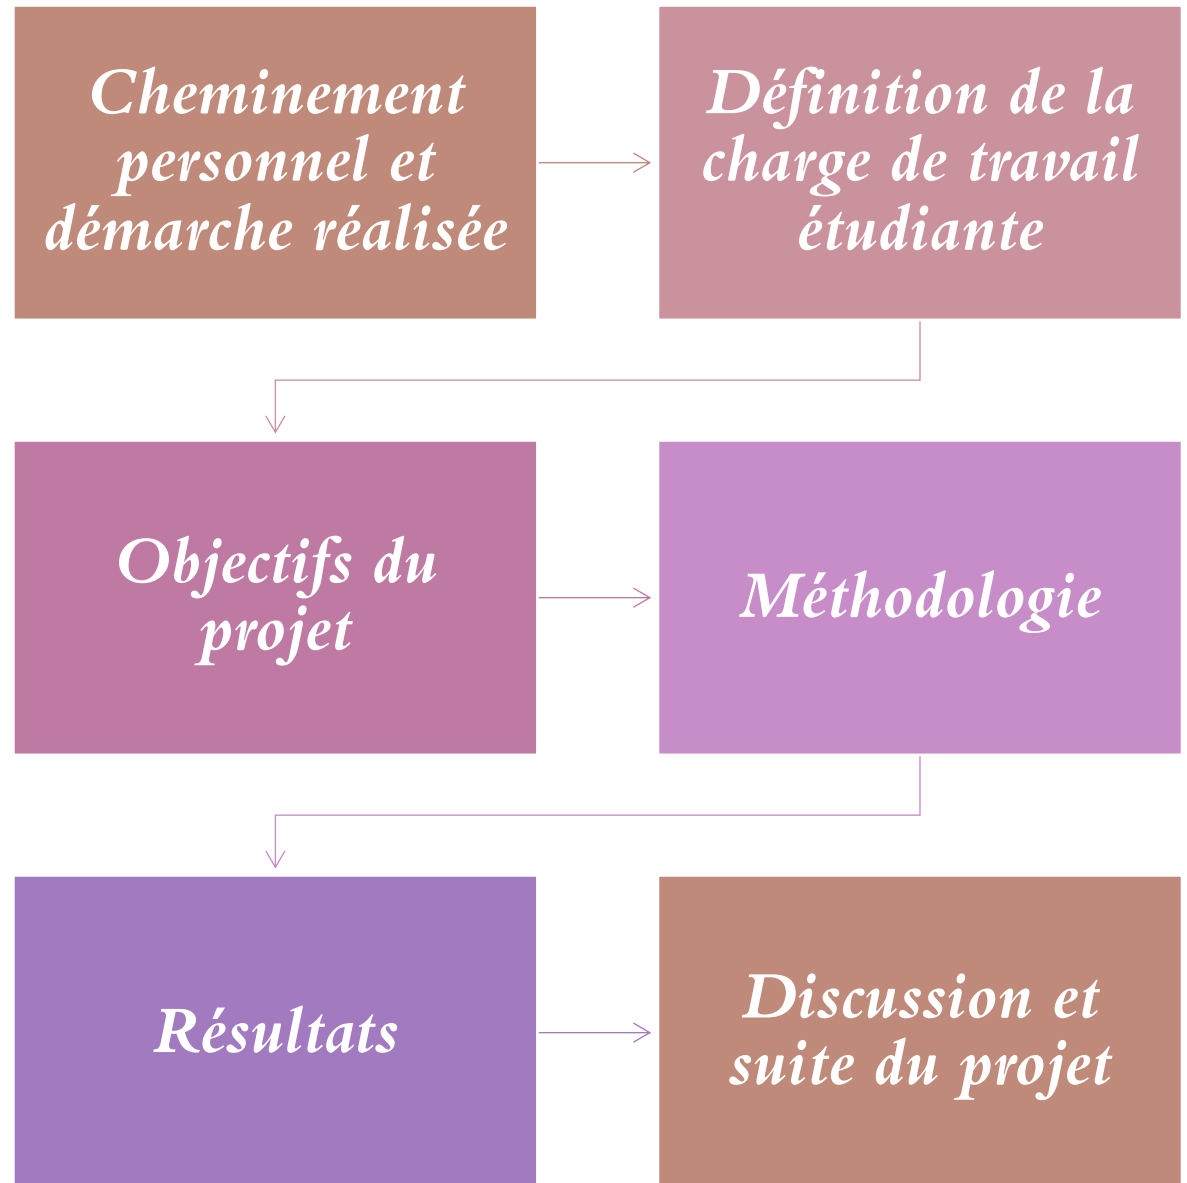 Cheminement
personnel et
démarche réalisée
Définition de la
charge de travail
étudiante
Objectifs du
projet
Méthodologie
Résultats
Discussion et
suite du projet